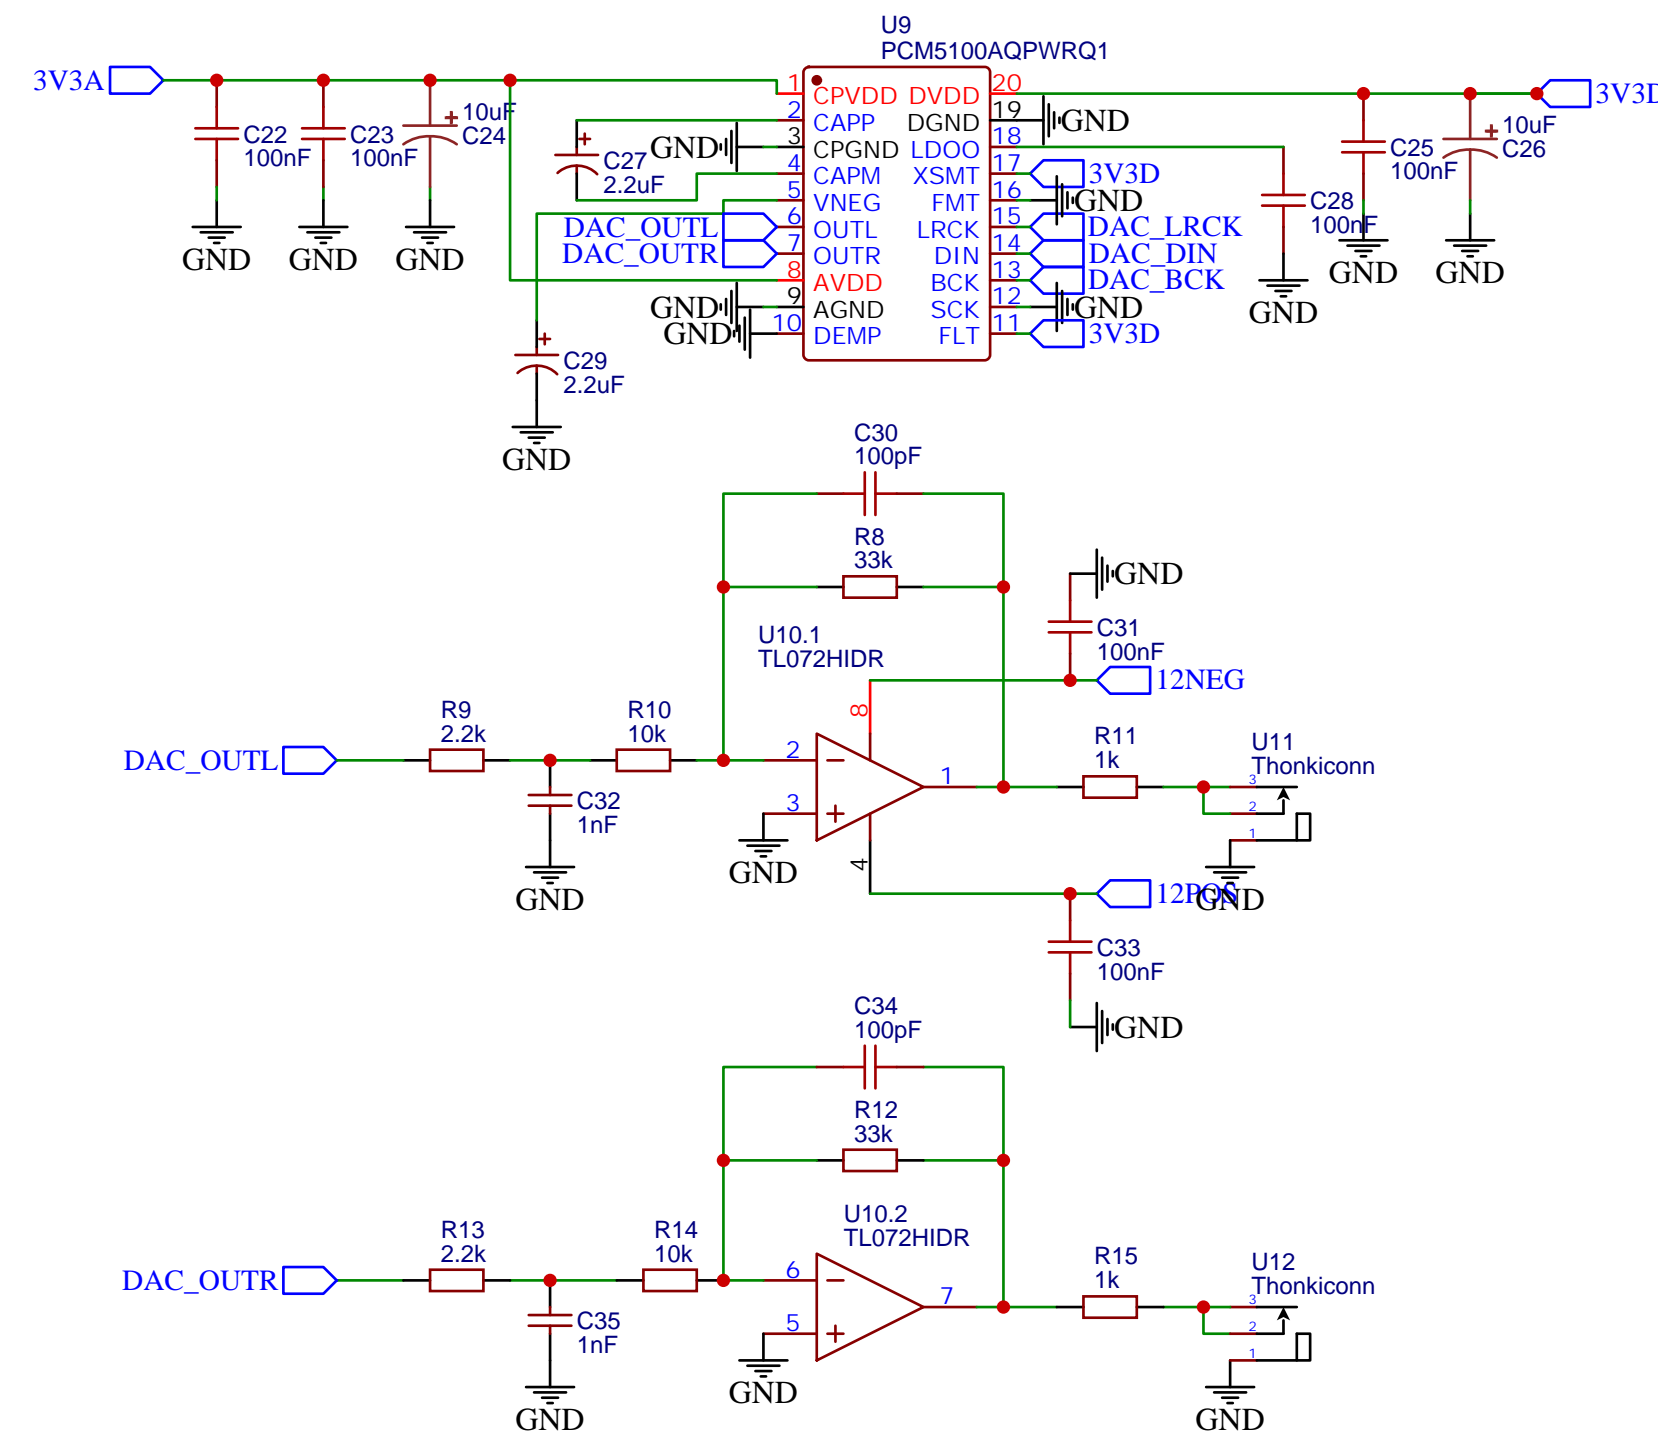 U9
PCM5100AQPWRQ1
3V3A
C22
100nF
GND
C23
100nF
GND
10uF
C24
GND
C27
2.2uF
GND
DAC_OUTL
DAC_OUTR
GND
GND
C29
2.2uF
GND
1 CPVDD DVDD 20
2 CAPP DGND 19
3 CPGND LDOO 18
4 CAPM XSMT 17
5 VNEG FMT 16
6 OUTL LRCK 15
7 OUTR DIN 14
8 AVDD BCK 13
9 AGND SCK 12
10 DEMP FLT 11
GND
3V3D
GND
DAC_LRCK
DAC_DIN
DAC_BCK
GND
3V3D
C28
100nF
GND
C25
100nF
GND
10uF
C26
GND
3V3D
C30
100pF
R8
33k
U10.1
TL072HIDR
GND
C31
100nF
12NEG
DAC_OUTL
R9
2.2k
R10
10k
C32
1nF
GND
2
3
GND
8
4
1
R11
1k
U11
Thonkiconn
3
2
1
GND
12POS
C33
100nF
GND
C34
100pF
R12
33k
U10.2
TL072HIDR
DAC_OUTR
R13
2.2k
R14
10k
C35
1nF
GND
6
5
GND
7
R15
1k
U12
Thonkiconn
3
2
1
GND